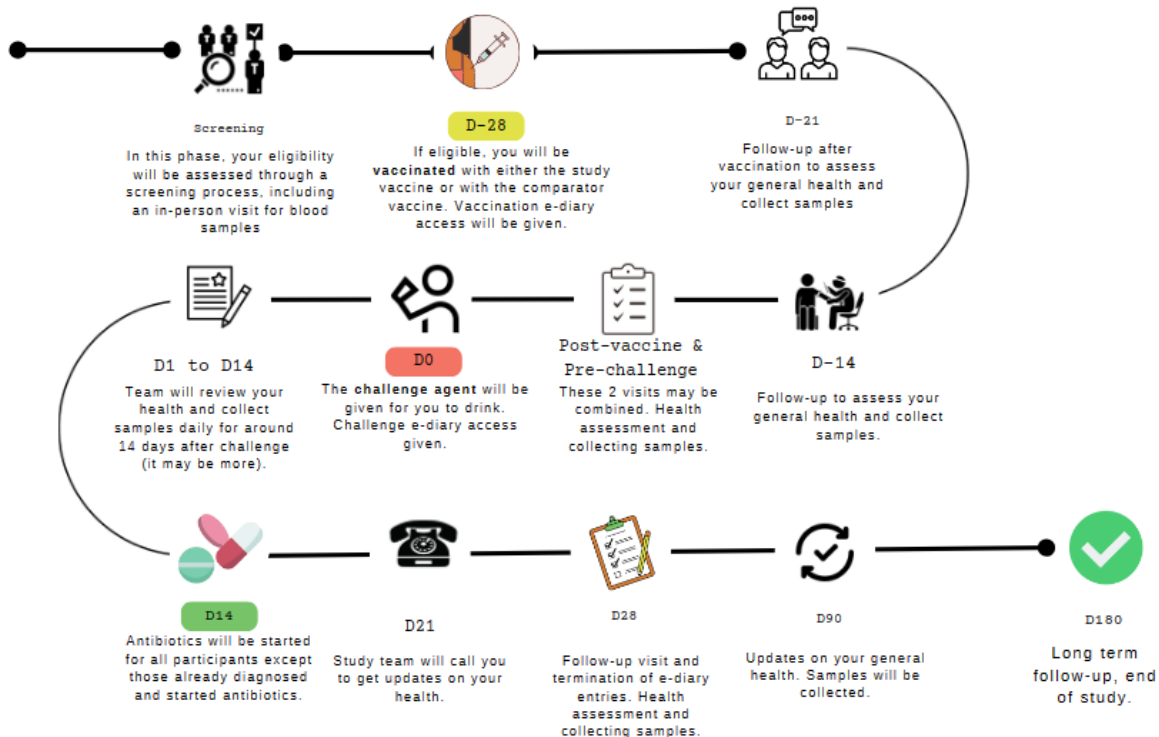 Screening
In this phase, your eligibility
will be assessed through a
screening process, including
an in-person visit for blood
samples
D-28
If eligible, you will be
vaccinated with either the study
vaccine or with the comparator
vaccine. Vaccination e-diary
access will be given.
D-21
Follow-up after
vaccination to assess
your general health and
collect samples
D1 to D14
Team will review your
health and collect
samples daily for around
14 days after challenge
(it may be more).
D0
The challenge agent will be
given for you to drink.
Challenge e-diary access
given.
Post-vaccine &
Pre-challenge
These 2 visits may be
combined. Health
assessment and
collecting samples.
D-14
Follow-up to assess your
general health and collect
samples.
D14
Antibiotics will be started
for all participants except
those already diagnosed
and started antibiotics.
D21
Study team will call you
to get updates on your
health.
D28
Follow-up visit and
termination of e-diary
entries. Health
assessment and
collecting samples.
D90
Updates on your general
health. Samples will be
collected.
D180
Long term
follow-up, end
of study.